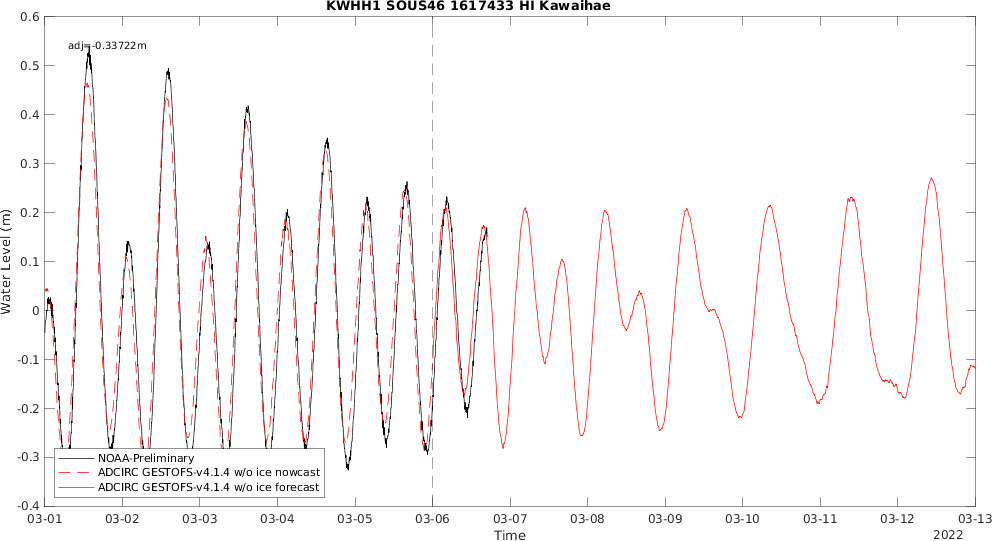 KWHH1 SOUS46 1617433 HI Kawaihae
adj=-0.33722m
0.6
0.5
0.4
0.3
0.2
0.1
0
-0.1
-0.2
-0.3
-0.4
Water Level (m)
NOAA-Preliminary
ADCIRC GESTOFS-v4.1.4 w/o ice nowcast
ADCIRC GESTOFS-v4.1.4 w/o ice forecast
03-01 03-02 03-03 03-04 03-05 03-06 03-07 03-08 03-09 03-10 03-11 03-12 03-13
Time
2022